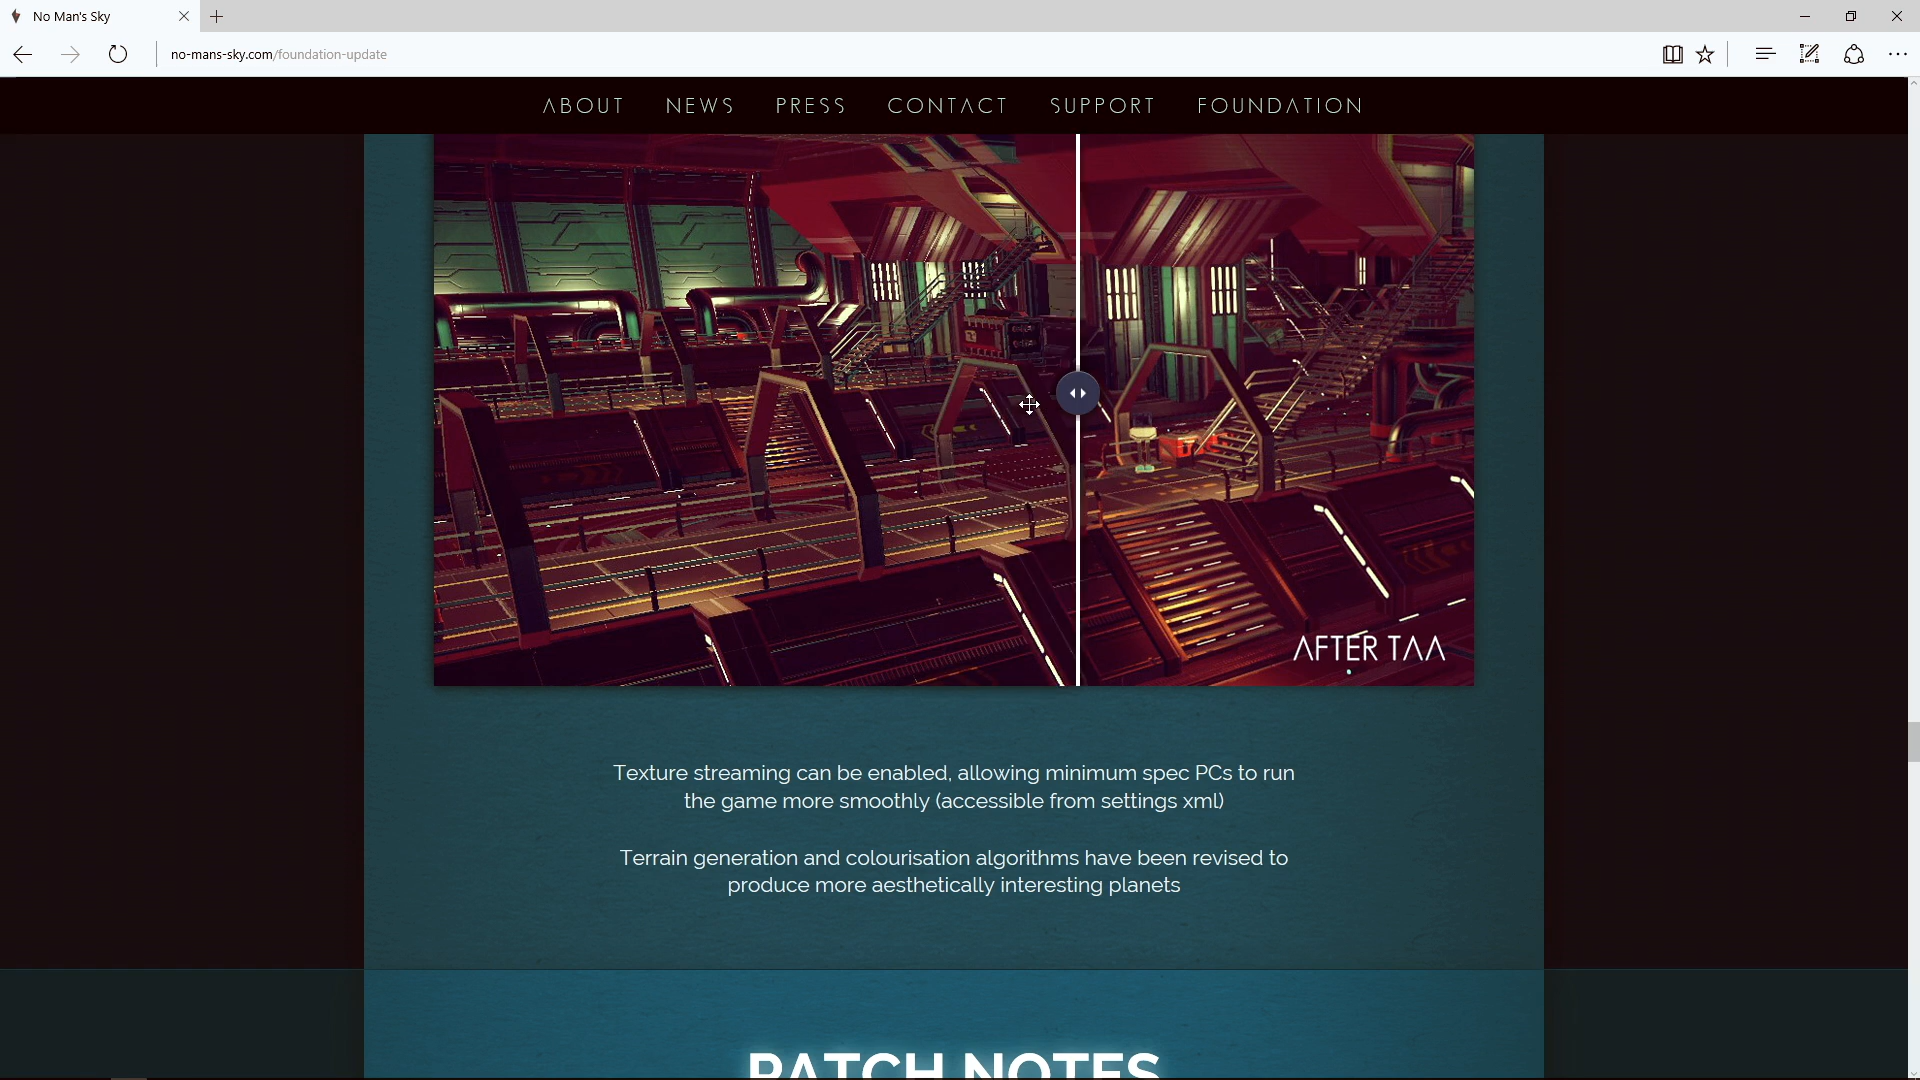 No Man's Sky
no-mans-sky.com/foundation-update
ABOUT NEWS PRESS CONTACT SUPPORT FOUNDATION
AFTER TAA
Texture streaming can be enabled, allowing minimum spec PCs to run
the game more smoothly (accessible from settings xml)
Terrain generation and colourisation algorithms have been revised to
produce more aesthetically interesting planets
PATCH NOTES